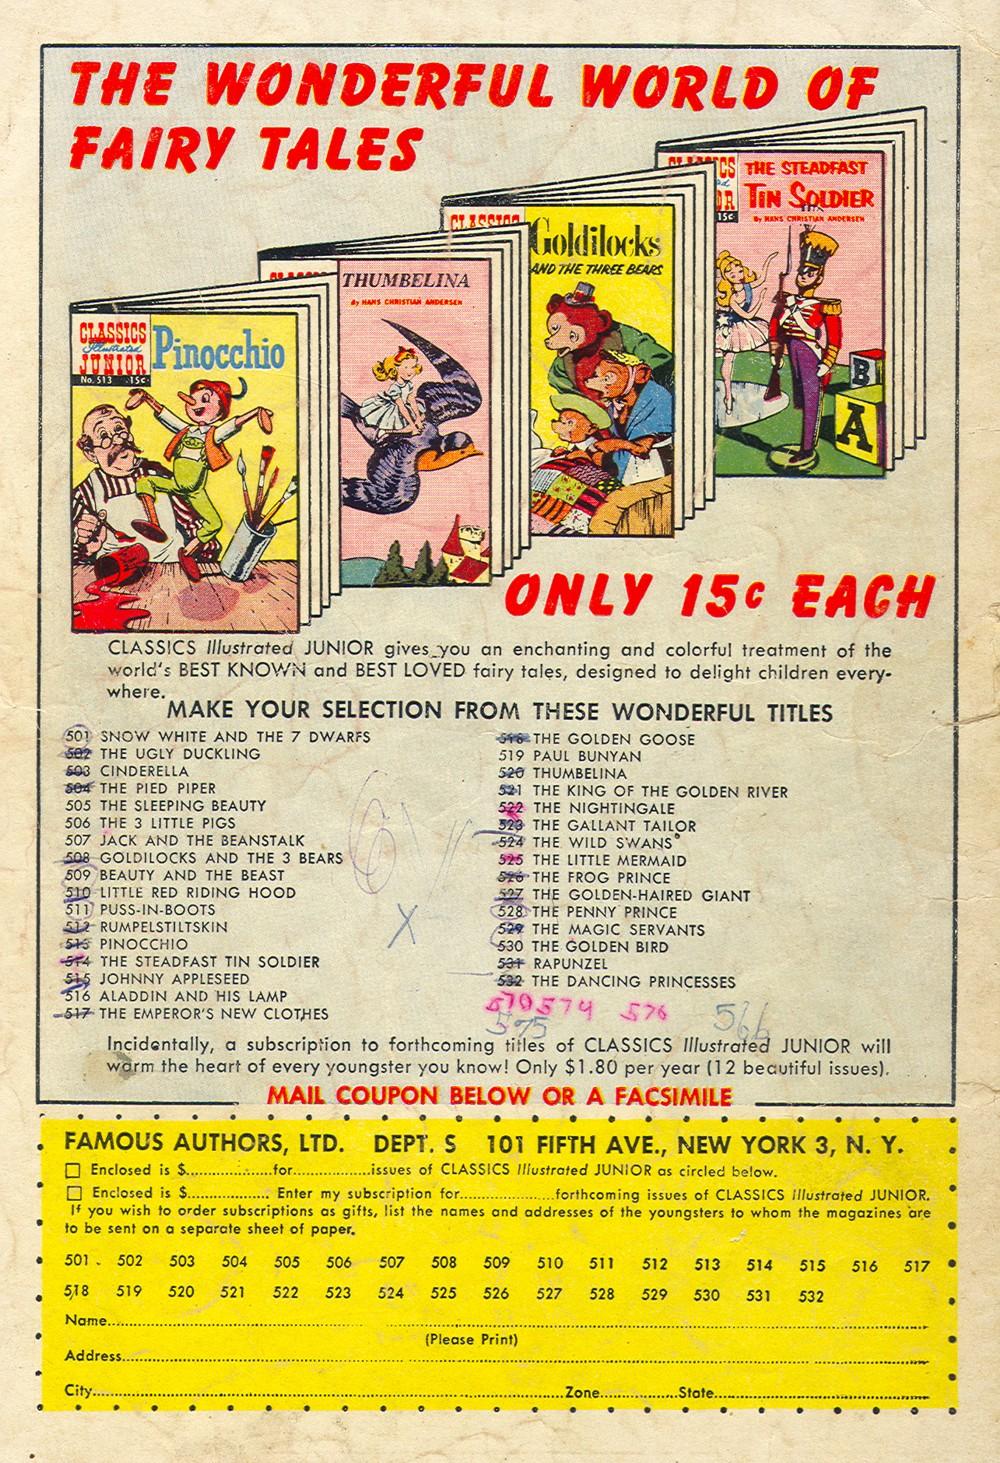 THE WONDERFUL WORLD OF
FAIRY TALES
CLASSICS
Illustrated
JUNIOR
No. 513 15¢
Pinocchio
THUMBELINA
By HANS CHRISTIAN ANDERSEN
CLASSICS
Goldilocks
AND THE THREE BEARS
CLASSICS
15¢
THE STEADFAST
TIN SOLDIER
By HANS CHRISTIAN ANDERSEN
B
A
ONLY 15¢ EACH
CLASSICS Illustrated JUNIOR gives you an enchanting and colorful treatment of the
world's BEST KNOWN and BEST LOVED fairy tales, designed to delight children every-
where.
MAKE YOUR SELECTION FROM THESE WONDERFUL TITLES
501 SNOW WHITE AND THE 7 DWARFS
502 THE UGLY DUCKLING
503 CINDERELLA
504 THE PIED PIPER
505 THE SLEEPING BEAUTY
506 THE 3 LITTLE PIGS
507 JACK AND THE BEANSTALK
508 GOLDILOCKS AND THE 3 BEARS
509 BEAUTY AND THE BEAST
510 LITTLE RED RIDING HOOD
511 PUSS-IN-BOOTS
512 RUMPELSTILTSKIN
513 PINOCCHIO
514 THE STEADFAST TIN SOLDIER
515 JOHNNY APPLESEED
516 ALADDIN AND HIS LAMP
517 THE EMPEROR'S NEW CLOTHES
518 THE GOLDEN GOOSE
519 PAUL BUNYAN
520 THUMBELINA
521 THE KING OF THE GOLDEN RIVER
522 THE NIGHTINGALE
523 THE GALLANT TAILOR
524 THE WILD SWANS
525 THE LITTLE MERMAID
526 THE FROG PRINCE
527 THE GOLDEN-HAIRED GIANT
528 THE PENNY PRINCE
529 THE MAGIC SERVANTS
530 THE GOLDEN BIRD
531 RAPUNZEL
532 THE DANCING PRINCESSES
X
570 574 576 566
575
Incidentally, a subscription to forthcoming titles of CLASSICS Illustrated JUNIOR will
warm the heart of every youngster you know! Only $1.80 per year (12 beautiful issues).
MAIL COUPON BELOW OR A FACSIMILE
FAMOUS AUTHORS, LTD. DEPT. S 101 FIFTH AVE., NEW YORK 3, N. Y.
Enclosed is $....................for...................issues of CLASSICS Illustrated JUNIOR as circled below.
Enclosed is $.................... Enter my subscription for.......................forthcoming issues of CLASSICS Illustrated JUNIOR.
If you wish to order subscriptions as gifts, list the names and addresses of the youngsters to whom the magazines are
to be sent on a separate sheet of paper.
501 502 503 504 505 506 507 508 509 510 511 512 513 514 515 516 517
518 519 520 521 522 523 524 525 526 527 528 529 530 531 532
Name
(Please Print)
Address
City Zone State